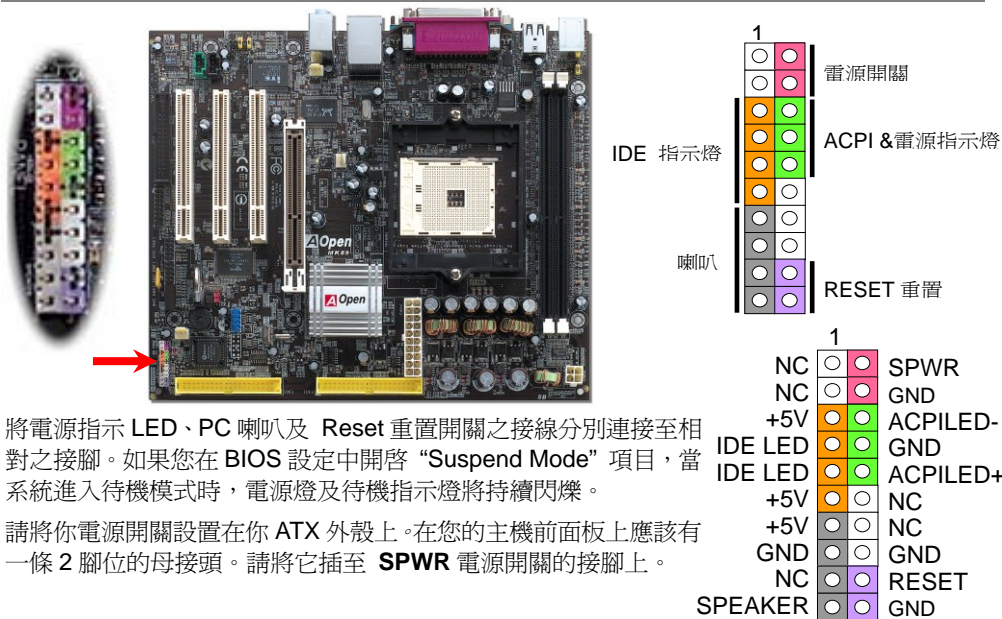 AOpen
MK89
AOpen
1
電源開關
IDE 指示燈
ACPI &電源指示燈
喇叭
RESET 重置
1
NC SPWR
NC GND
+5V ACPILED-
IDE LED GND
IDE LED ACPILED+
+5V NC
+5V NC
GND GND
NC RESET
SPEAKER GND
將電源指示 LED、PC 喇叭及 Reset 重置開關之接線分別連接至相
對之接腳。如果您在 BIOS 設定中開啓 “Suspend Mode” 項目，當
系統進入待機模式時，電源燈及待機指示燈將持續閃爍。
請將你電源開關設置在你 ATX 外殼上。在您的主機前面板上應該有
一條 2 腳位的母接頭。請將它插至 SPWR 電源開關的接腳上。